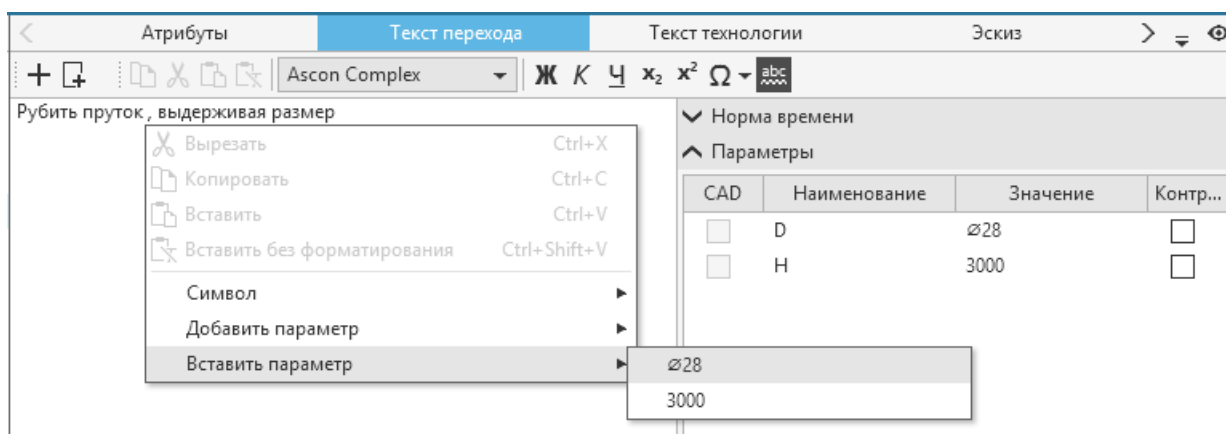 Атрибуты Текст перехода Текст технологии Эскиз
Ascon Complex Ж К Ч x₂ x² Ω abc
Рубить пруток , выдерживая размер
Норма времени
Параметры
Вырезать Ctrl+X
Копировать Ctrl+C
Вставить Ctrl+V
Вставить без форматирования Ctrl+Shift+V
Символ
Добавить параметр
Вставить параметр
CAD Наименование Значение Контр...
D ⌀28
H 3000
⌀28
3000